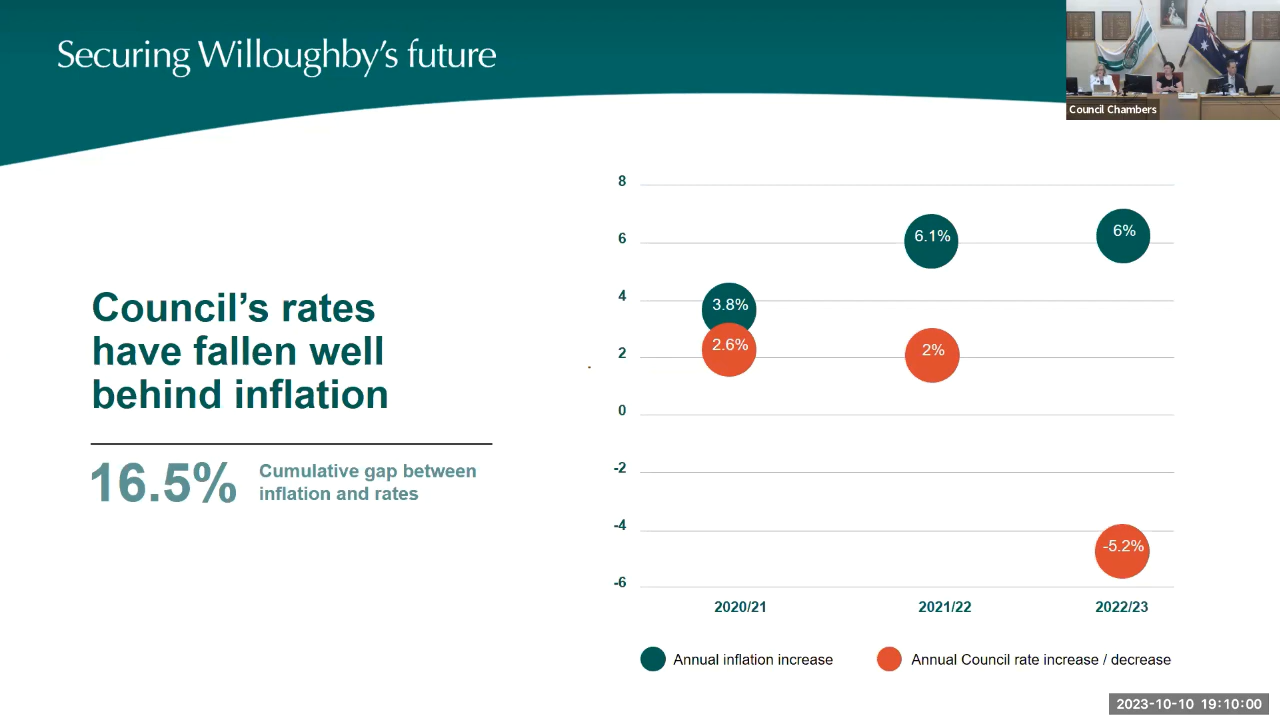 Securing Willoughby's future
Council Chambers
Council's rates
have fallen well
behind inflation
16.5%
Cumulative gap between
inflation and rates
8
6
4
2
0
-2
-4
-6
3.8%
2.6%
6.1%
2%
6%
-5.2%
2020/21
2021/22
2022/23
Annual inflation increase
Annual Council rate increase / decrease
2023-10-10 19:10:00